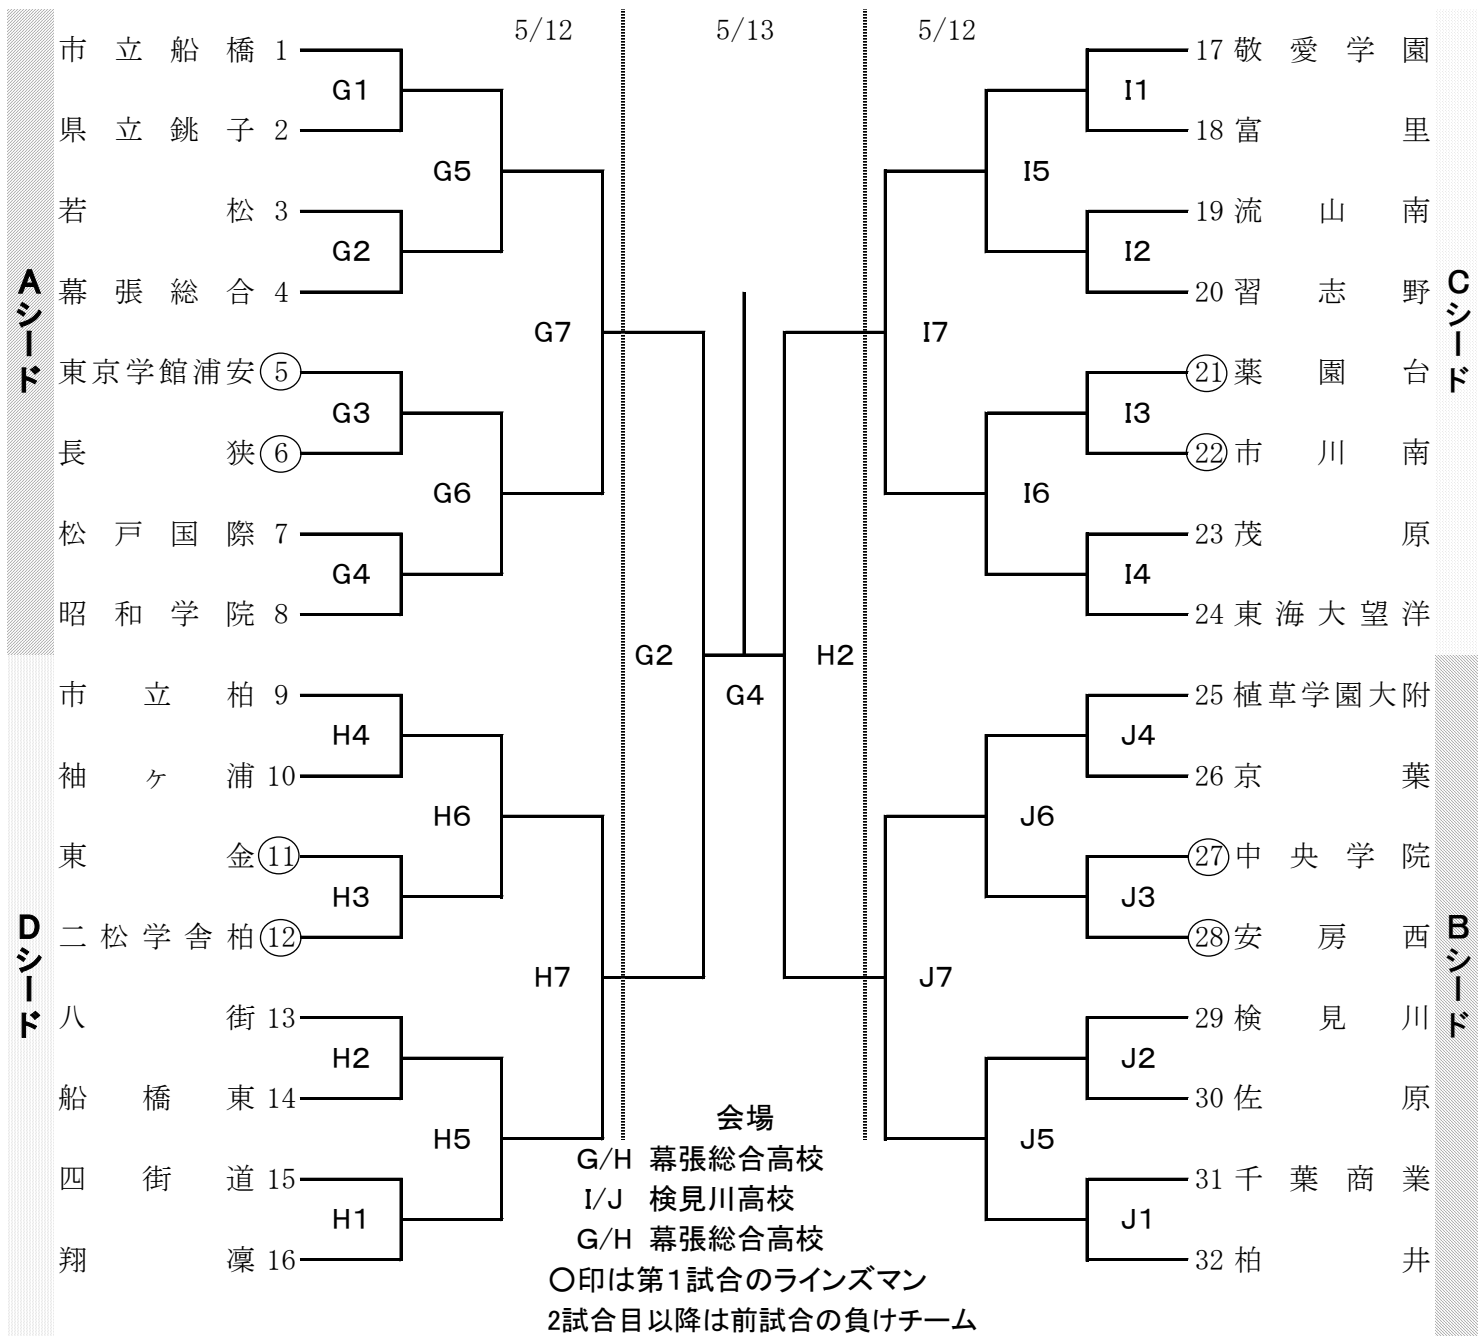 5/12 5/13 5/12
Aシード
市立船橋 1
G1
県立銚子 2
G5
若松 3
G2
幕張総合 4
G7
東京学館浦安 ⑤
G3
長狭 ⑥
G6
松戸国際 7
G4
昭和学院 8
Dシード
市立柏 9
H4
袖ヶ浦 10
H6
東金 ⑪
H3
二松学舎柏 ⑫
H7
八街 13
H2
船橋東 14
H5
四街道 15
H1
翔凜 16
G2
G4
H2
Cシード
17 敬愛学園
I1
18 富里
I5
19 流山南
I2
20 習志野
I7
㉑ 薬園台
I3
㉒ 市川南
I6
23 茂原
I4
24 東海大望洋
Bシード
25 植草学園大附
J4
26 京葉
J6
㉗ 中央学院
J3
㉘ 安房西
J7
29 検見川
J2
30 佐原
J5
31 千葉商業
J1
32 柏井
会場
G/H 幕張総合高校
I/J 検見川高校
G/H 幕張総合高校
〇印は第1試合のラインズマン
2試合目以降は前試合の負けチーム